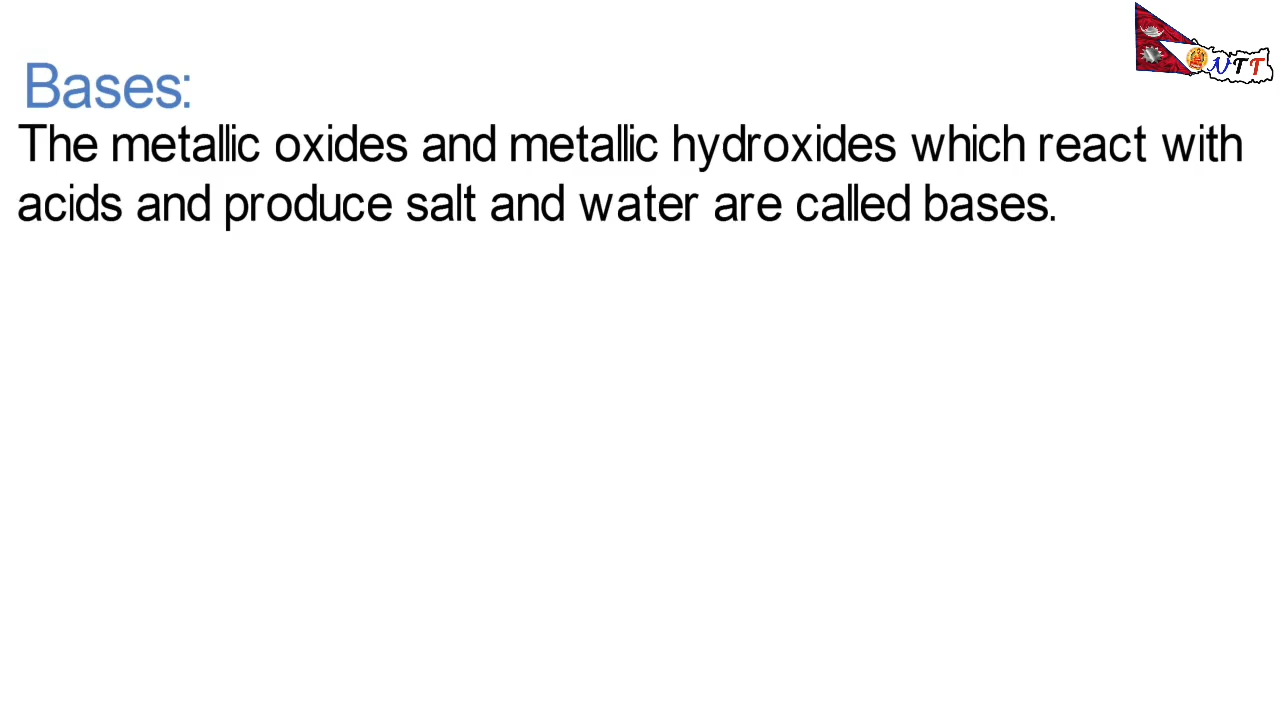 NTT
Bases:
The metallic oxides and metallic hydroxides which react with
acids and produce salt and water are called bases.